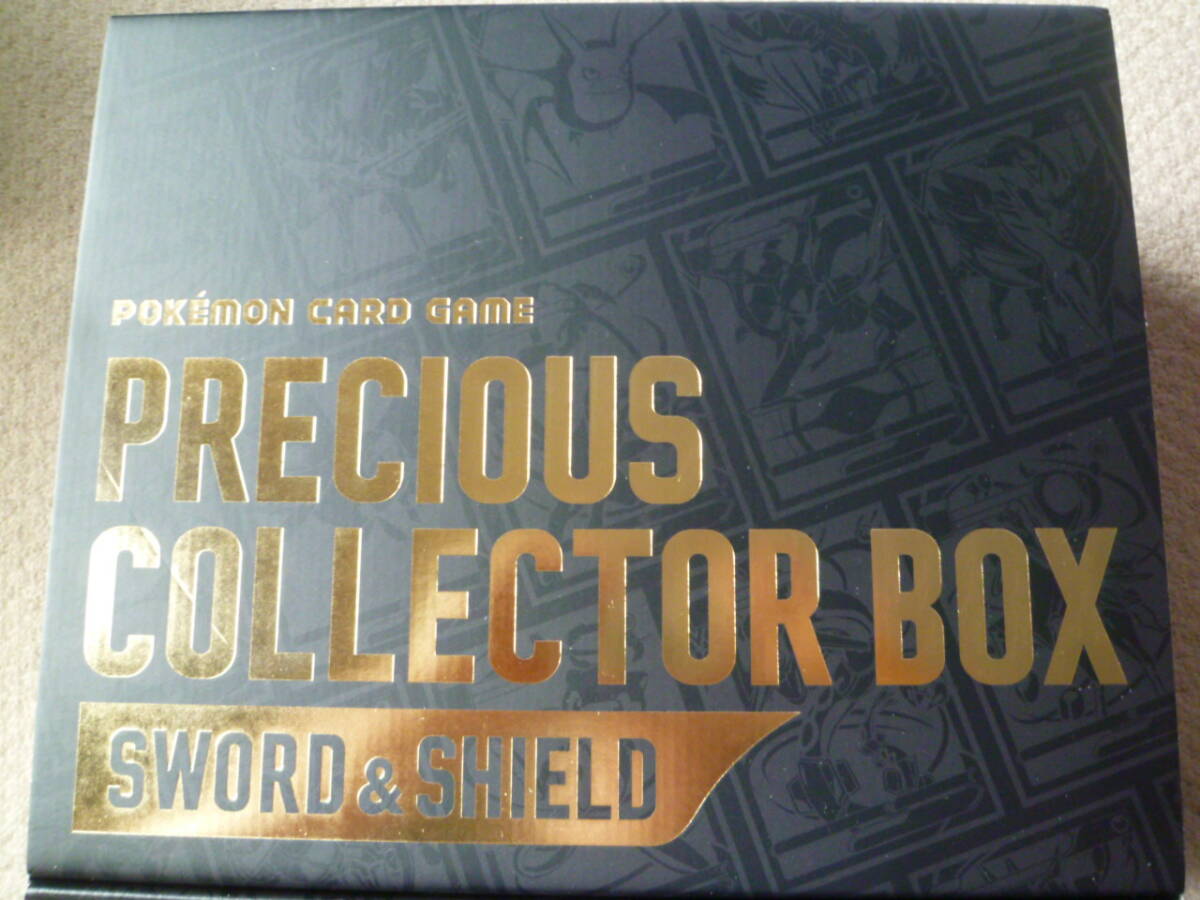 POKÉMON CARD GAME
PRECIOUS
COLLECTOR BOX
SWORD & SHIELD